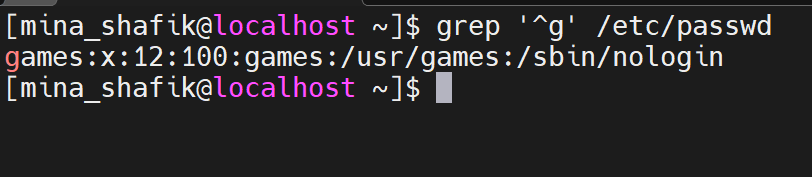 [mina_shafik@localhost ~]$ grep '^g' /etc/passwd
games:x:12:100:games:/usr/games:/sbin/nologin
[mina_shafik@localhost ~]$